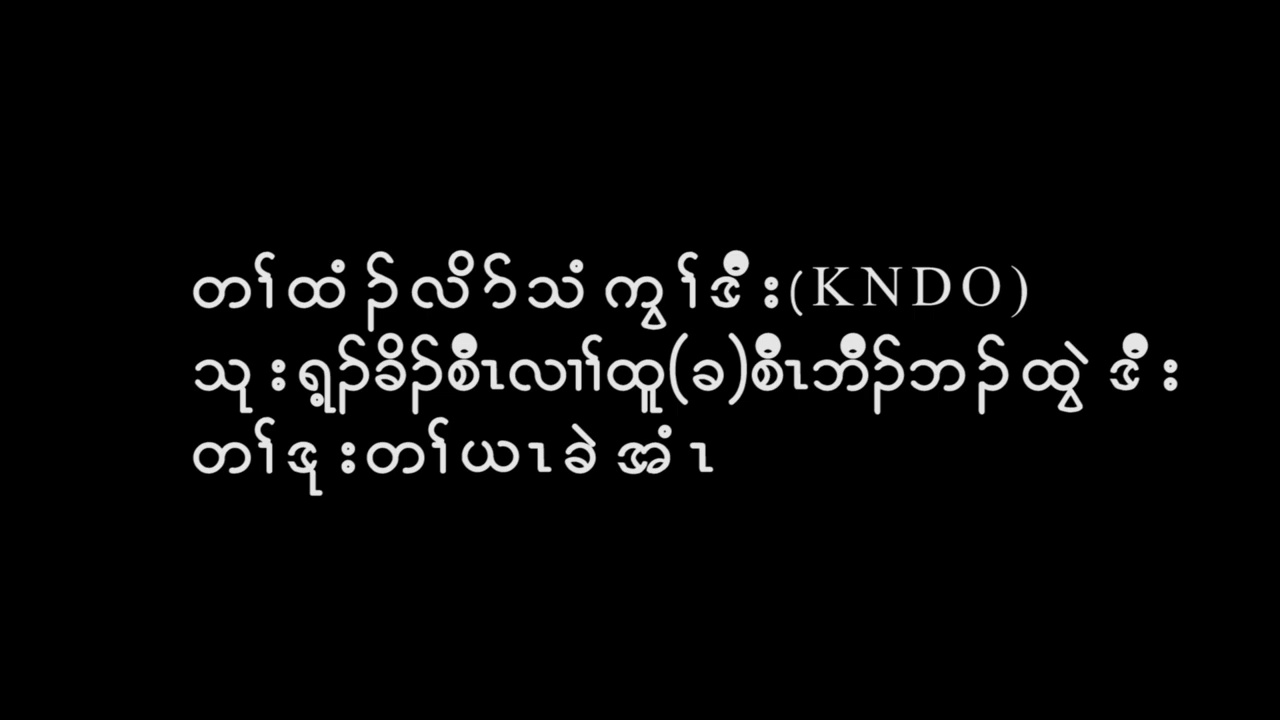 တၢ်ထံၣ်လိာ်သံကွၢ်ဒီး(KNDO)
သုးရ့ၣ်ခိၣ်စီၤလၢၢ်ထူ(ခ)စီၤဘီၣ်ဘၣ်ထွဲဒီး
တၢ်ဒုးတၢ်ယၤခဲအံၤ